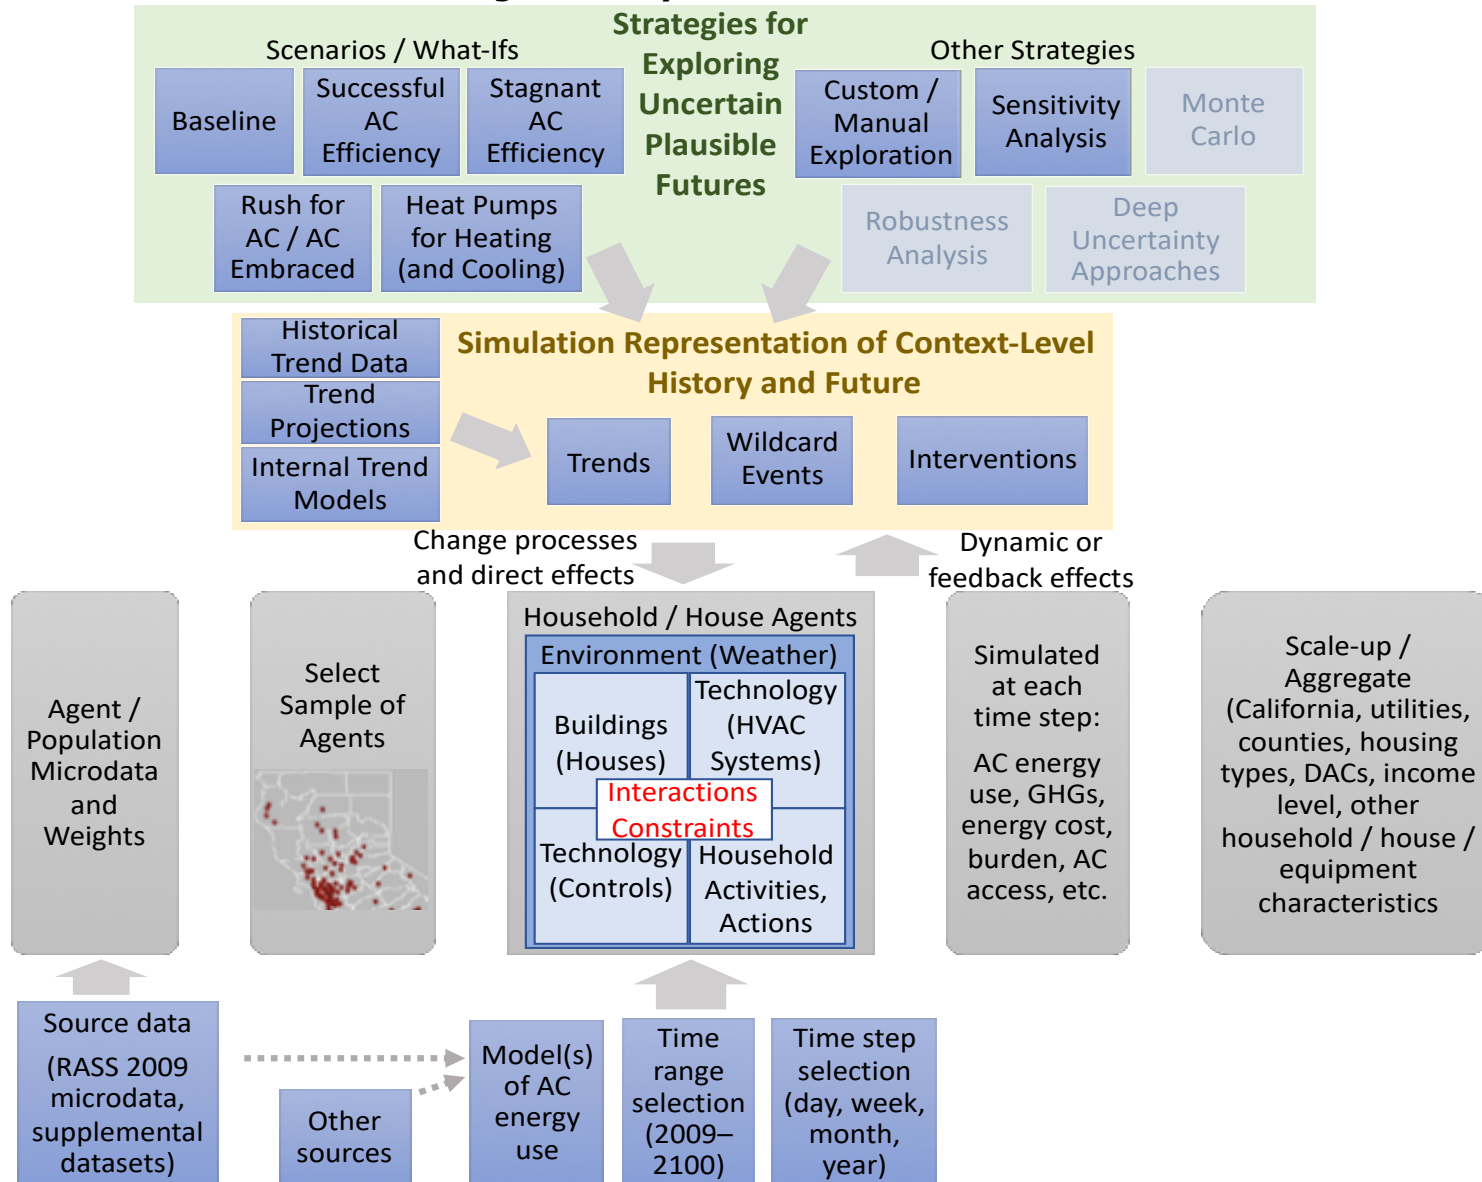 Strategies for
Exploring
Uncertain
Plausible
Futures
Scenarios / What-Ifs
Baseline
Successful
AC
Efficiency
Stagnant
AC
Efficiency
Rush for
AC / AC
Embraced
Heat Pumps
for Heating
(and Cooling)
Other Strategies
Custom /
Manual
Exploration
Sensitivity
Analysis
Monte
Carlo
Robustness
Analysis
Deep
Uncertainty
Approaches
Historical
Trend Data
Trend
Projections
Internal Trend
Models
Simulation Representation of Context-Level
History and Future
Trends
Wildcard
Events
Interventions
Change processes
and direct effects
Dynamic or
feedback effects
Agent /
Population
Microdata
and
Weights
Select
Sample of
Agents
Household / House Agents
Environment (Weather)
Buildings
(Houses)
Technology
(HVAC
Systems)
Interactions
Constraints
Technology
(Controls)
Household
Activities,
Actions
Simulated
at each
time step:
AC energy
use, GHGs,
energy cost,
burden, AC
access, etc.
Scale-up /
Aggregate
(California, utilities,
counties, housing
types, DACs, income
level, other
household / house /
equipment
characteristics
Source data
(RASS 2009
microdata,
supplemental
datasets)
Other
sources
Model(s)
of AC
energy
use
Time
range
selection
(2009–
2100)
Time step
selection
(day, week,
month,
year)